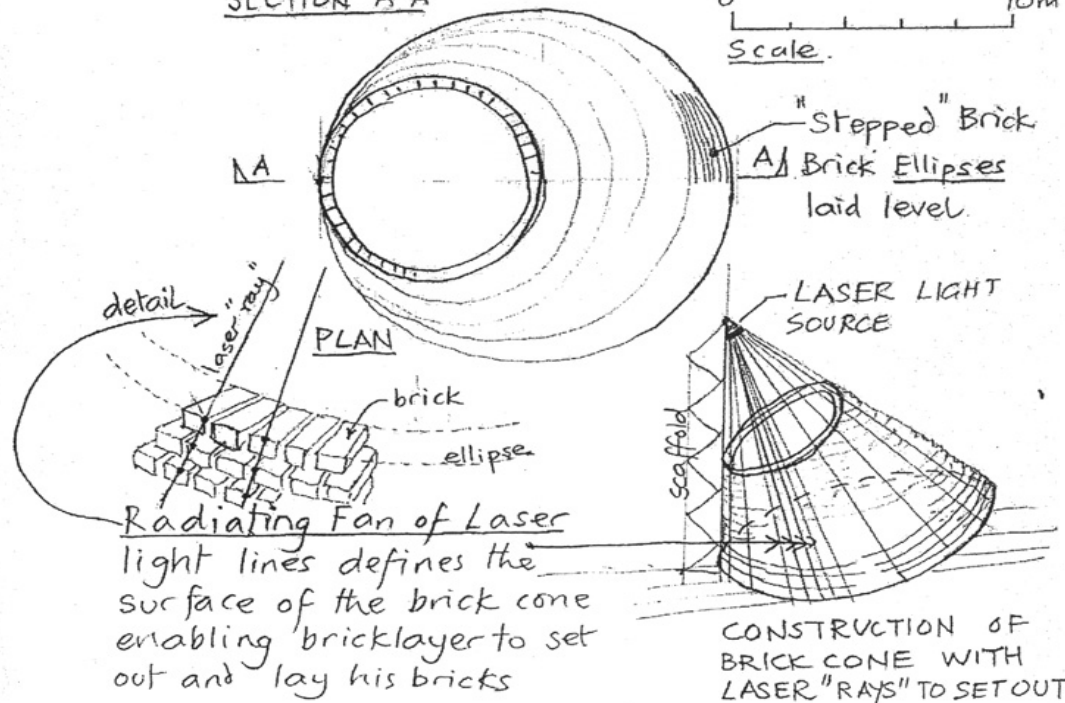 SECTION A-A
0 10m
Scale.
"Stepped" Brick
A
A
Brick Ellipses
laid level.
detail
Laser "ray"
PLAN
LASER LIGHT
SOURCE
brick
ellipse
Scaffold
Radiating Fan of Laser
light lines defines the
surface of the brick cone
enabling bricklayer to set
out and lay his bricks
CONSTRUCTION OF
BRICK CONE WITH
LASER "RAYS" TO SET OUT